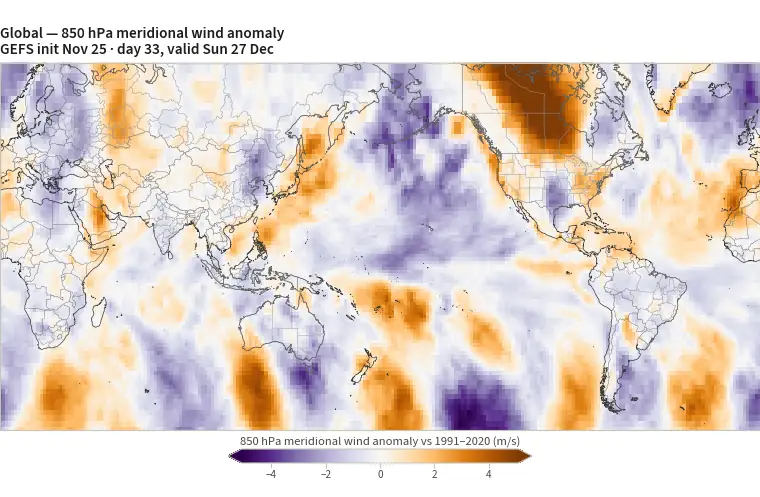 Global — 850 hPa meridional wind anomaly
GEFS init Nov 25 · day 33, valid Sun 27 Dec
850 hPa meridional wind anomaly vs 1991–2020 (m/s)
−4 −2 0 2 4